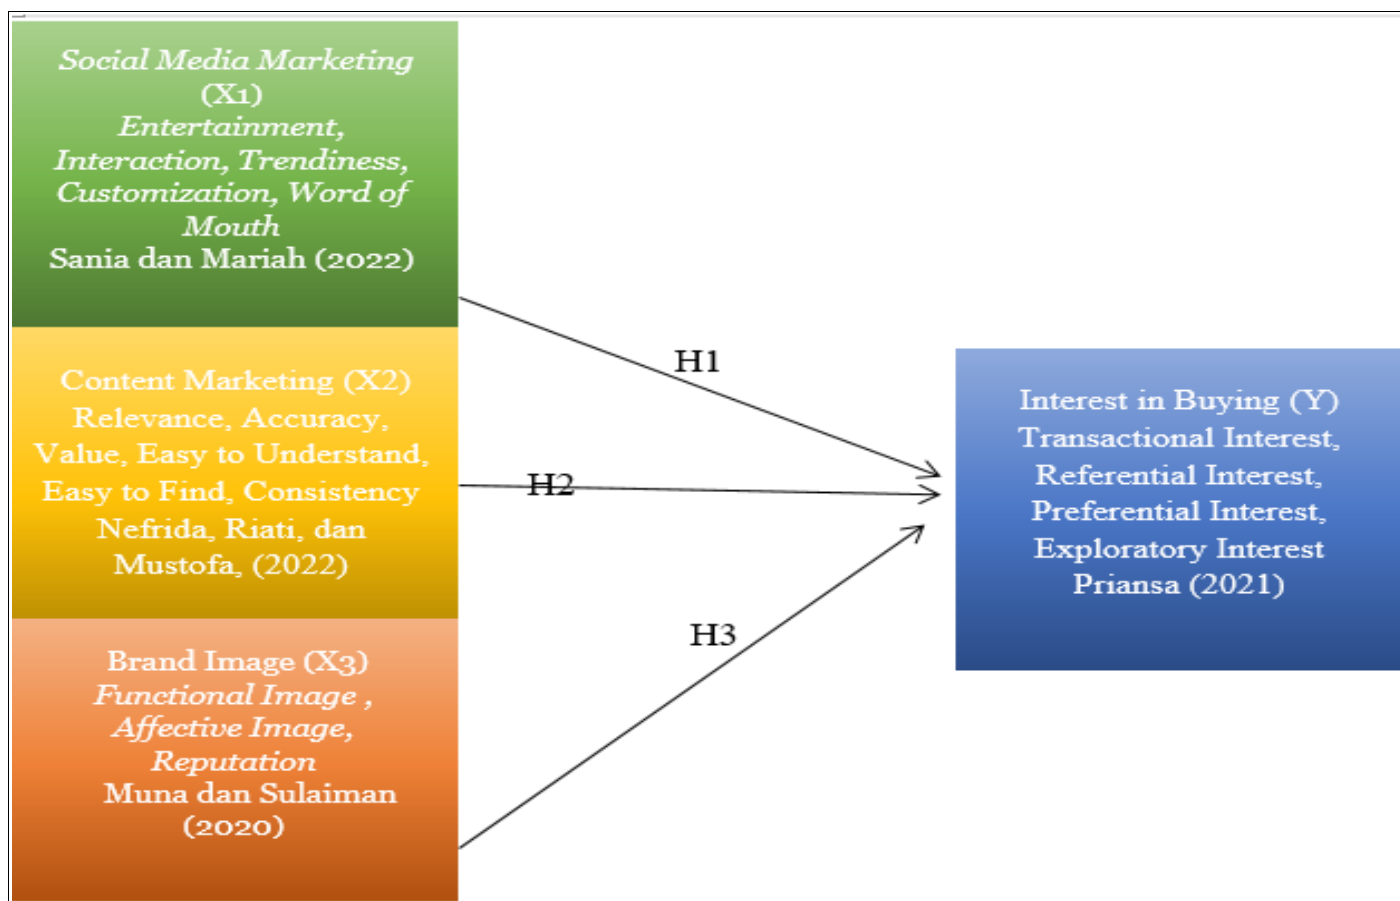 Social Media Marketing
(X1)
Entertainment,
Interaction, Trendiness,
Customization, Word of
Mouth
Sania dan Mariah (2022)
Content Marketing (X2)
Relevance, Accuracy,
Value, Easy to Understand,
Easy to Find, Consistency
Nefrida, Riati, dan
Mustofa, (2022)
Brand Image (X3)
Functional Image ,
Affective Image,
Reputation
Muna dan Sulaiman
(2020)
H1
H2
H3
Interest in Buying (Y)
Transactional Interest,
Referential Interest,
Preferential Interest,
Exploratory Interest
Priansa (2021)